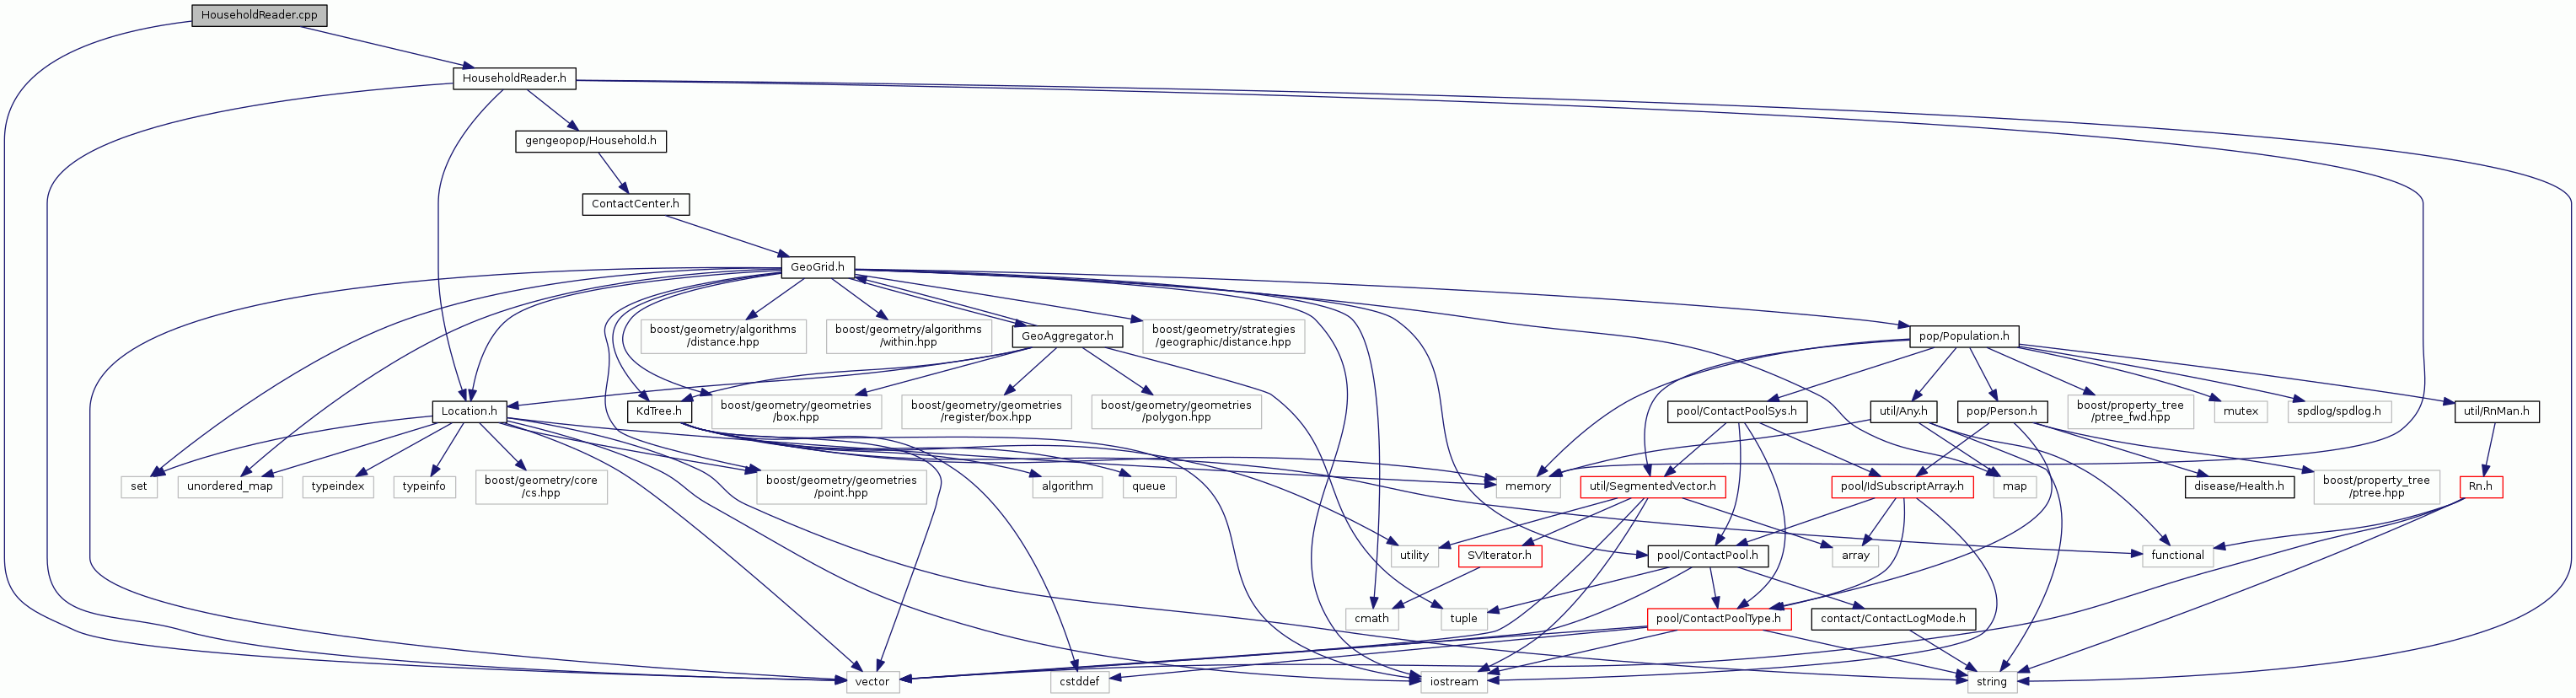 HouseholdReader.cpp
HouseholdReader.h
gengeopop/Household.h
ContactCenter.h
GeoGrid.h
boost/geometry/algorithms
/distance.hpp
boost/geometry/algorithms
/within.hpp
GeoAggregator.h
boost/geometry/strategies
/geographic/distance.hpp
pop/Population.h
Location.h
KdTree.h
boost/geometry/geometries
/box.hpp
boost/geometry/geometries
/register/box.hpp
boost/geometry/geometries
/polygon.hpp
pool/ContactPoolSys.h
util/Any.h
pop/Person.h
boost/property_tree
/ptree_fwd.hpp
mutex
spdlog/spdlog.h
util/RnMan.h
set
unordered_map
typeindex
typeinfo
boost/geometry/core
/cs.hpp
boost/geometry/geometries
/point.hpp
algorithm
queue
memory
util/SegmentedVector.h
pool/IdSubscriptArray.h
map
disease/Health.h
boost/property_tree
/ptree.hpp
Rn.h
utility
SVIterator.h
pool/ContactPool.h
array
functional
cmath
tuple
pool/ContactPoolType.h
contact/ContactLogMode.h
vector
cstddef
iostream
string